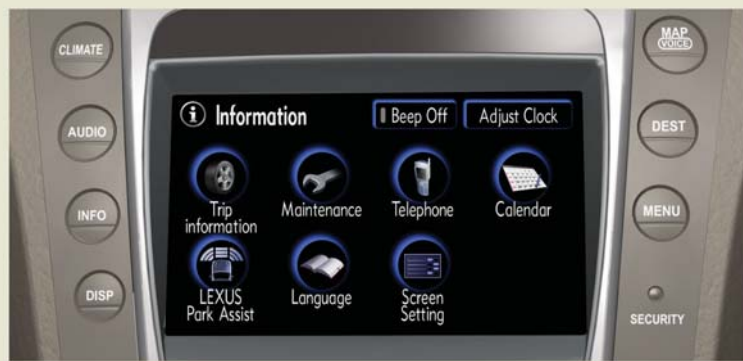 CLIMATE
AUDIO
INFO
DISP
i Information
Beep Off
Adjust Clock
Trip
information
Maintenance
Telephone
Calendar
LEXUS
Park Assist
Language
Screen
Setting
MAP
VOICE
DEST
MENU
SECURITY